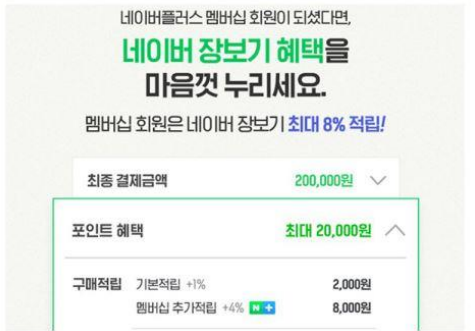 네이버플러스 멤버십 회원이 되셨다면,
네이버 장보기 혜택을
마음껏 누리세요.
멤버십 회원은 네이버 장보기 최대 8% 적립!
최종 결제금액 200,000원
포인트 혜택 최대 20,000원
구매적립 기본적립 +1% 2,000원
멤버십 추가적립 +4% N + 8,000원